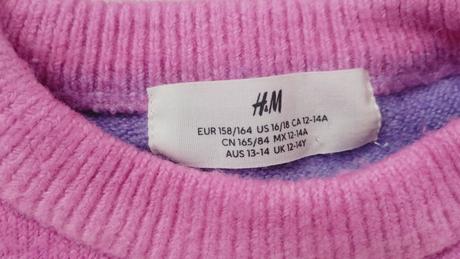 H&M
EUR 158/164 US 16/18 CA 12-14A
CN 165/84 MX 12-14A
AUS 13-14 UK 12-14Y